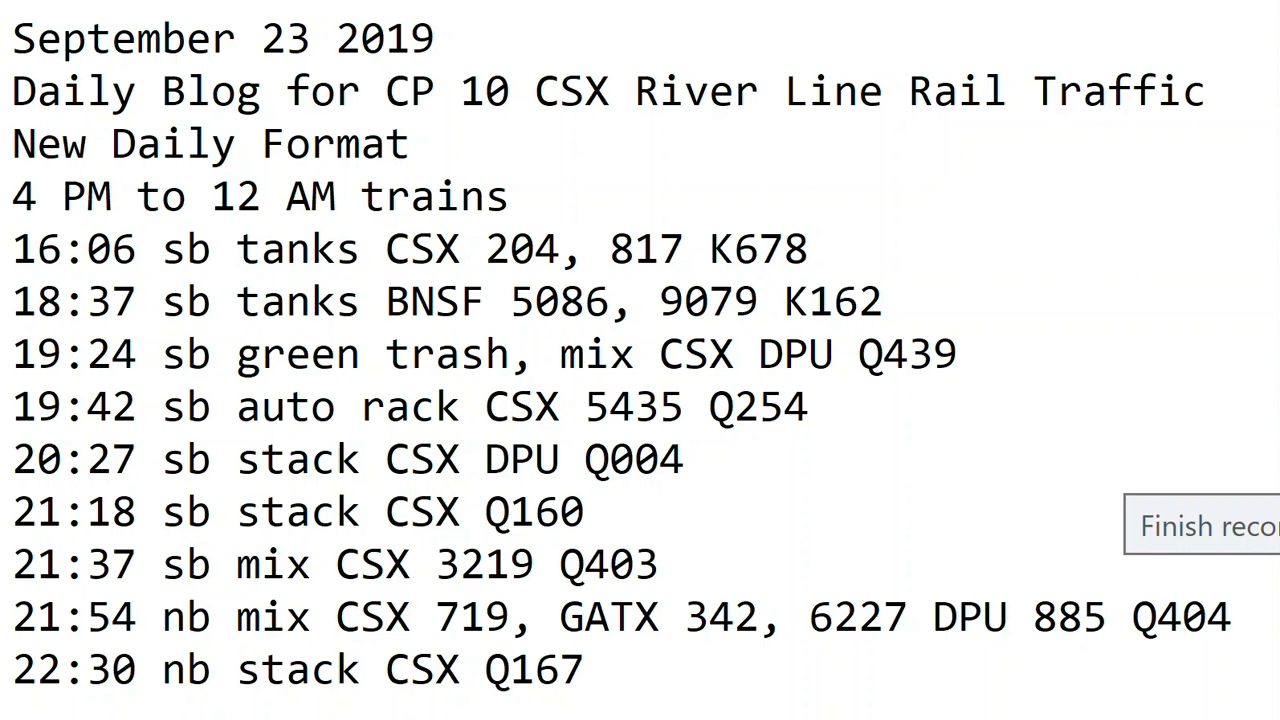 September 23 2019
Daily Blog for CP 10 CSX River Line Rail Traffic
New Daily Format
4 PM to 12 AM trains
16:06 sb tanks CSX 204, 817 K678
18:37 sb tanks BNSF 5086, 9079 K162
19:24 sb green trash, mix CSX DPU Q439
19:42 sb auto rack CSX 5435 Q254
20:27 sb stack CSX DPU Q004
21:18 sb stack CSX Q160
Finish
21:37 sb mix CSX 3219 Q403
21:54 nb mix CSX 719, GATX 342, 6227 DPU 885 Q404
22:30 nb stack CSX Q167